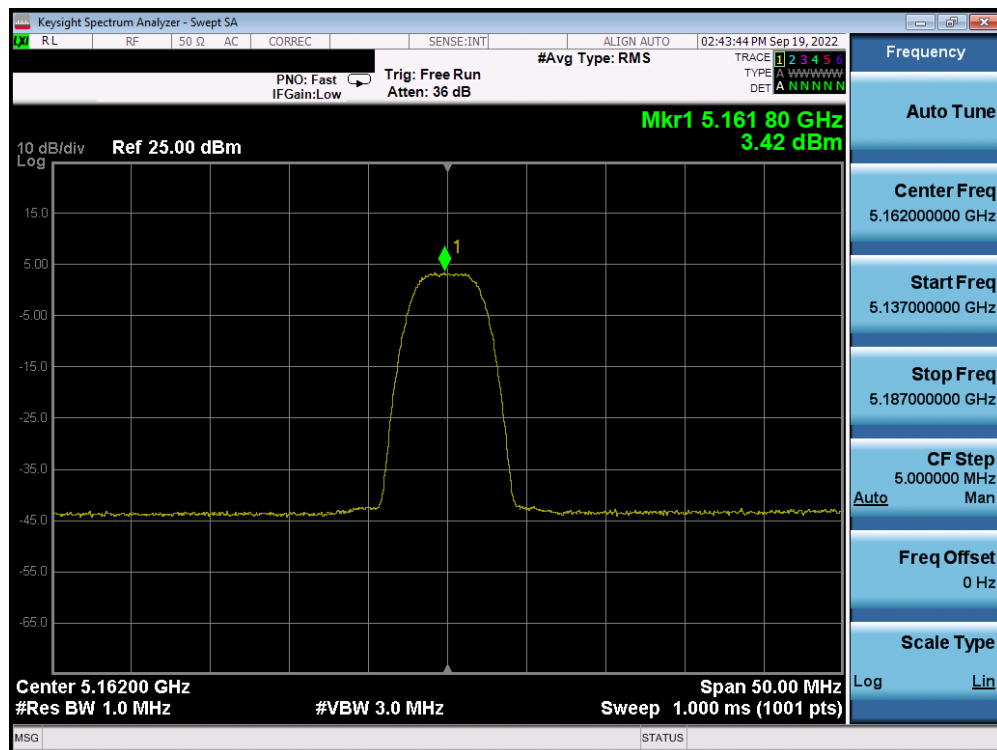 Keysight Spectrum Analyzer - Swept SA
LXI RL RF 50 Ω AC CORREC SENSE:INT ALIGN AUTO 02:43:44 PM Sep 19, 2022
Frequency
#Avg Type: RMS
TRACE 1 2 3 4 5 6
TYPE A WWWWW
DET A N N N N N
PNO: Fast
IFGain:Low
Trig: Free Run
Atten: 36 dB
Mkr1 5.161 80 GHz
3.42 dBm
10 dB/div
Log
Ref 25.00 dBm
1
15.0
5.00
-5.00
-15.0
-25.0
-35.0
-45.0
-55.0
-65.0
Center 5.16200 GHz
Span 50.00 MHz
#Res BW 1.0 MHz
#VBW 3.0 MHz
Sweep 1.000 ms (1001 pts)
Auto Tune
Center Freq
5.162000000 GHz
Start Freq
5.137000000 GHz
Stop Freq
5.187000000 GHz
CF Step
5.000000 MHz
Auto Man
Freq Offset
0 Hz
Scale Type
Log Lin
MSG
STATUS